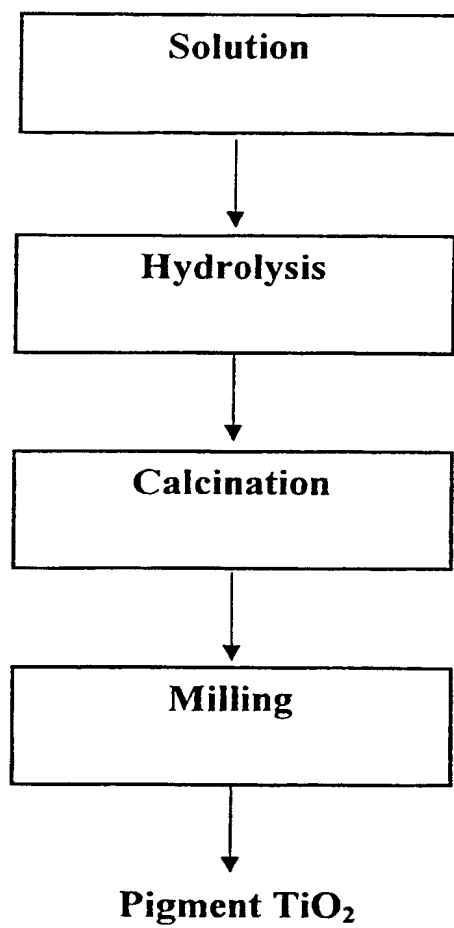 Solution
Hydrolysis
Calcination
Milling
Pigment TiO₂